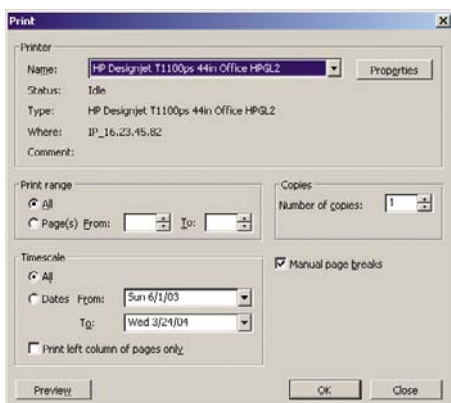 Print
Printer
Name: HP Designjet T1100ps 44in Office HPGL2 Properties
Status: Idle
Type: HP Designjet T1100ps 44in Office HPGL2
Where: IP_16.23.45.82
Comment:
Print range
All
Page(s) From: To:
Copies
Number of copies: 1
Timescale
All
Dates From: Sun 6/1/03
To: Wed 3/24/04
Print left column of pages only
Manual page breaks
Preview OK Close